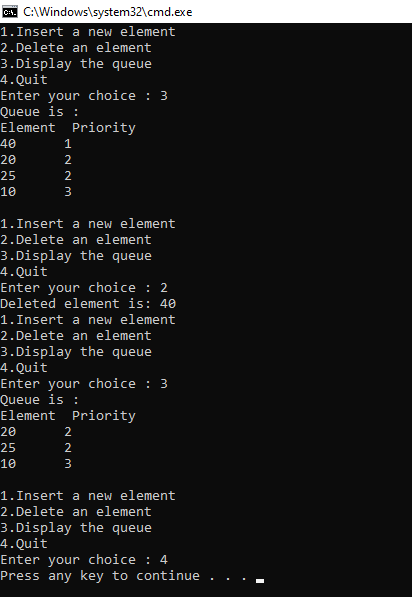 C:\Windows\system32\cmd.exe
1.Insert a new element
2.Delete an element
3.Display the queue
4.Quit
Enter your choice : 3
Queue is :
Element  Priority
40      1
20      2
25      2
10      3

1.Insert a new element
2.Delete an element
3.Display the queue
4.Quit
Enter your choice : 2
Deleted element is: 40
1.Insert a new element
2.Delete an element
3.Display the queue
4.Quit
Enter your choice : 3
Queue is :
Element  Priority
20      2
25      2
10      3

1.Insert a new element
2.Delete an element
3.Display the queue
4.Quit
Enter your choice : 4
Press any key to continue . . .